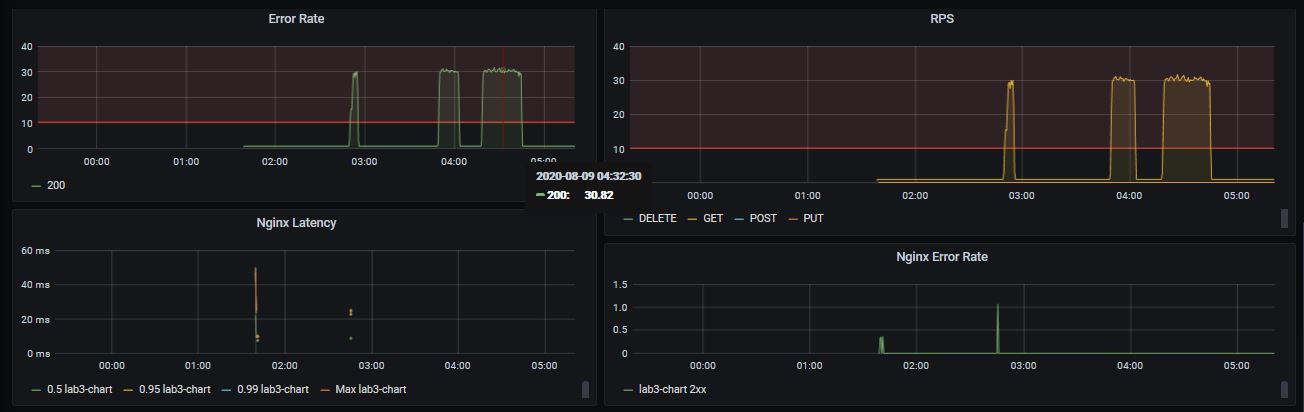 Error Rate
40
30
20
10
0
00:00 01:00 02:00 03:00 04:00 05:00
200
2020-08-09 04:32:30
200: 30.82
RPS
40
30
20
10
00:00 01:00 02:00 03:00 04:00 05:00
DELETE GET POST PUT
Nginx Latency
60 ms
40 ms
20 ms
0 ms
00:00 01:00 02:00 03:00 04:00 05:00
0.5 lab3-chart 0.95 lab3-chart 0.99 lab3-chart Max lab3-chart
Nginx Error Rate
1.5
1.0
0.5
0
00:00 01:00 02:00 03:00 04:00 05:00
lab3-chart 2xx